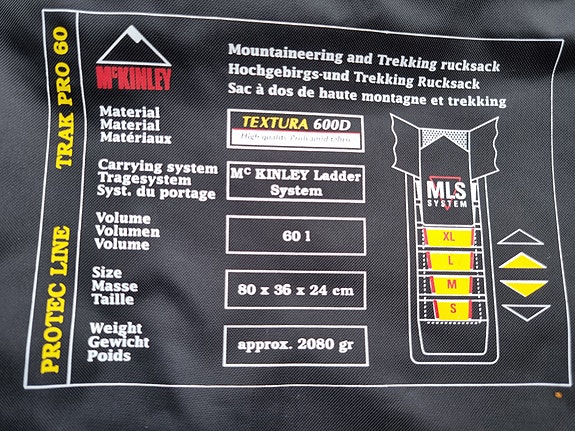 PROTEC LINE TRAK PRO 60
McKINLEY
Mountaineering and Trekking rucksack
Hochgebirgs-und Trekking Rucksack
Sac à dos de haute montagne et trekking
Material
Material
Matériaux
TEXTURA 600D
Carrying system
Tragesystem
Syst. du portage
Mc KINLEY Ladder
System
Volume
Volumen
Volume
60 l
Size
Masse
Taille
80 x 36 x 24 cm
Weight
Gewicht
Poids
approx. 2080 gr
MLS
SYSTEM
XL
L
M
S